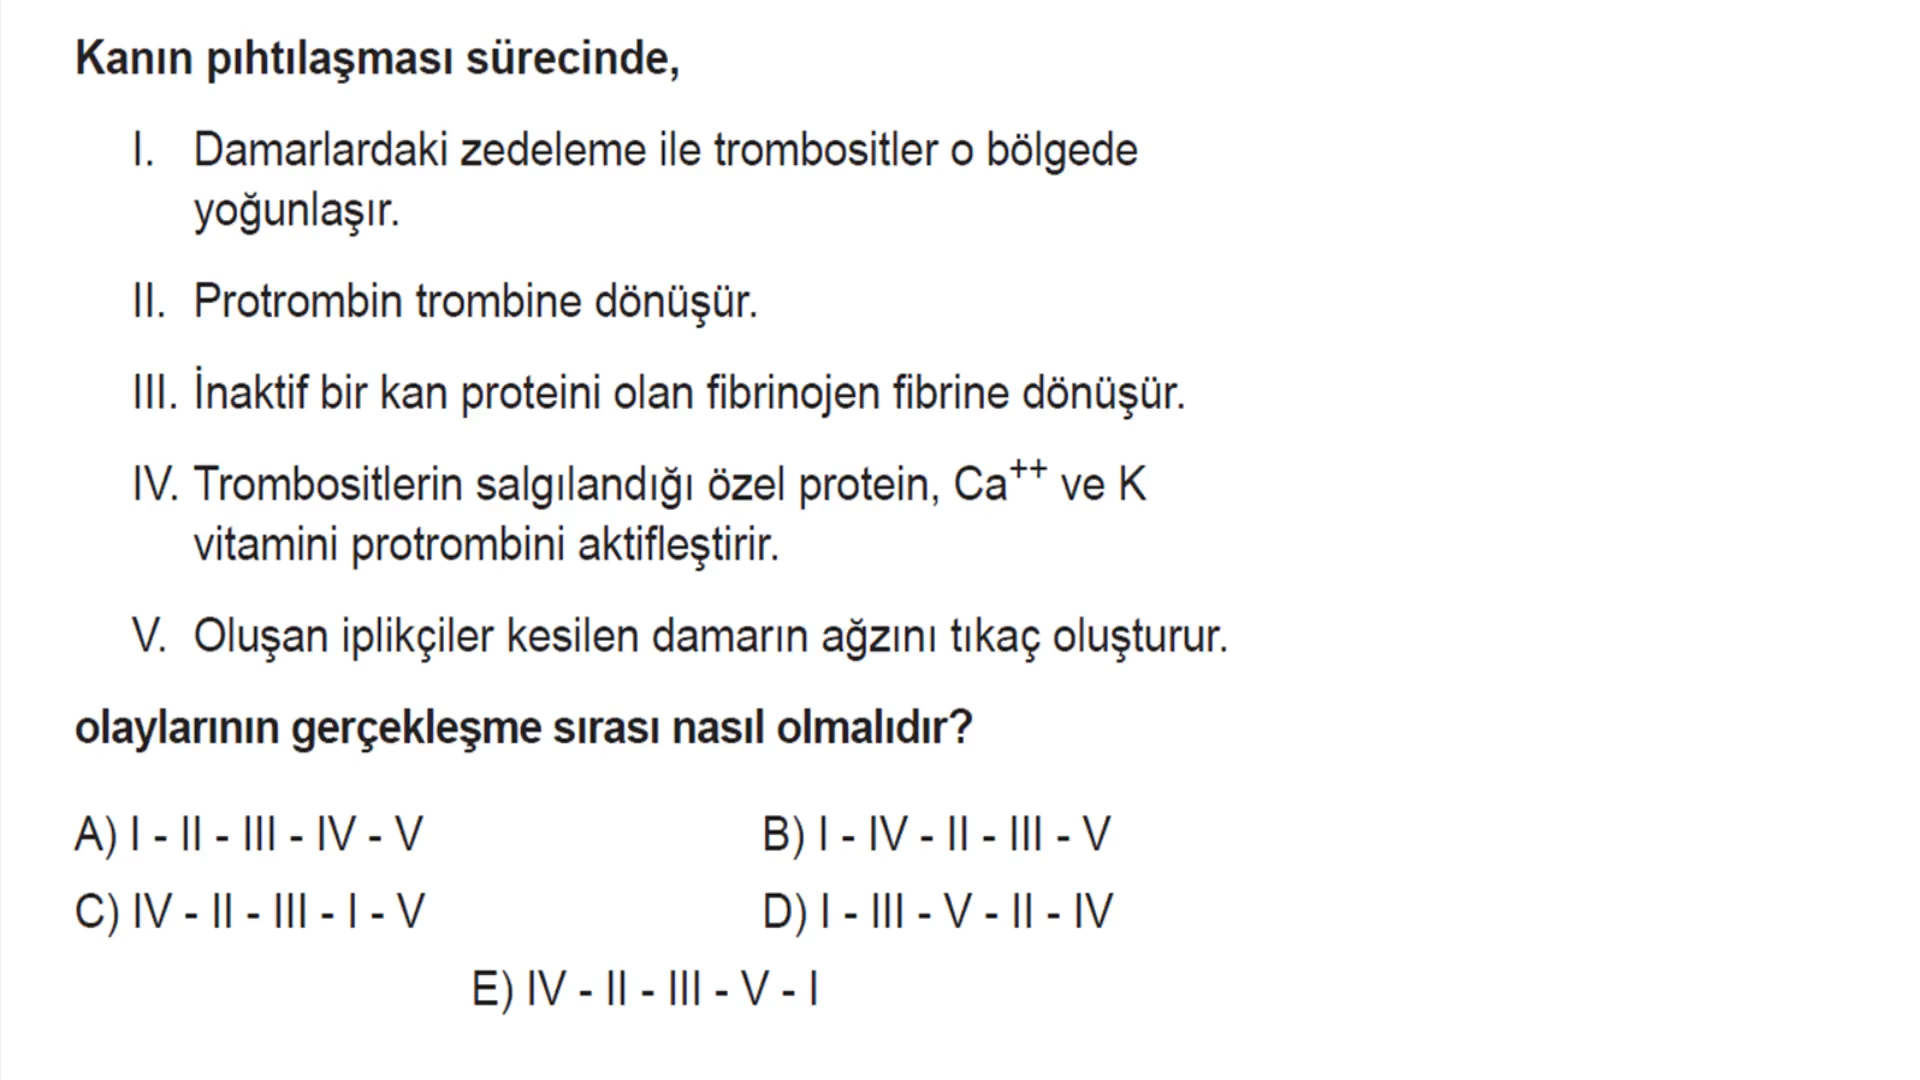 Kanın pıhtılaşması sürecinde,
I. Damarlardaki zedeleme ile trombositler o bölgede
yoğunlaşır.
II. Protrombin trombine dönüşür.
III. İnaktif bir kan proteini olan fibrinojen fibrine dönüşür.
IV. Trombositlerin salgılandığı özel protein, Ca⁺⁺ ve K
vitamini protrombini aktifleştirir.
V. Oluşan iplikçiler kesilen damarın ağzını tıkaç oluşturur.
olaylarının gerçekleşme sırası nasıl olmalıdır?
A) I - II - III - IV - V B) I - IV - II - III - V
C) IV - II - III - I - V D) I - III - V - II - IV
E) IV - II - III - V - I